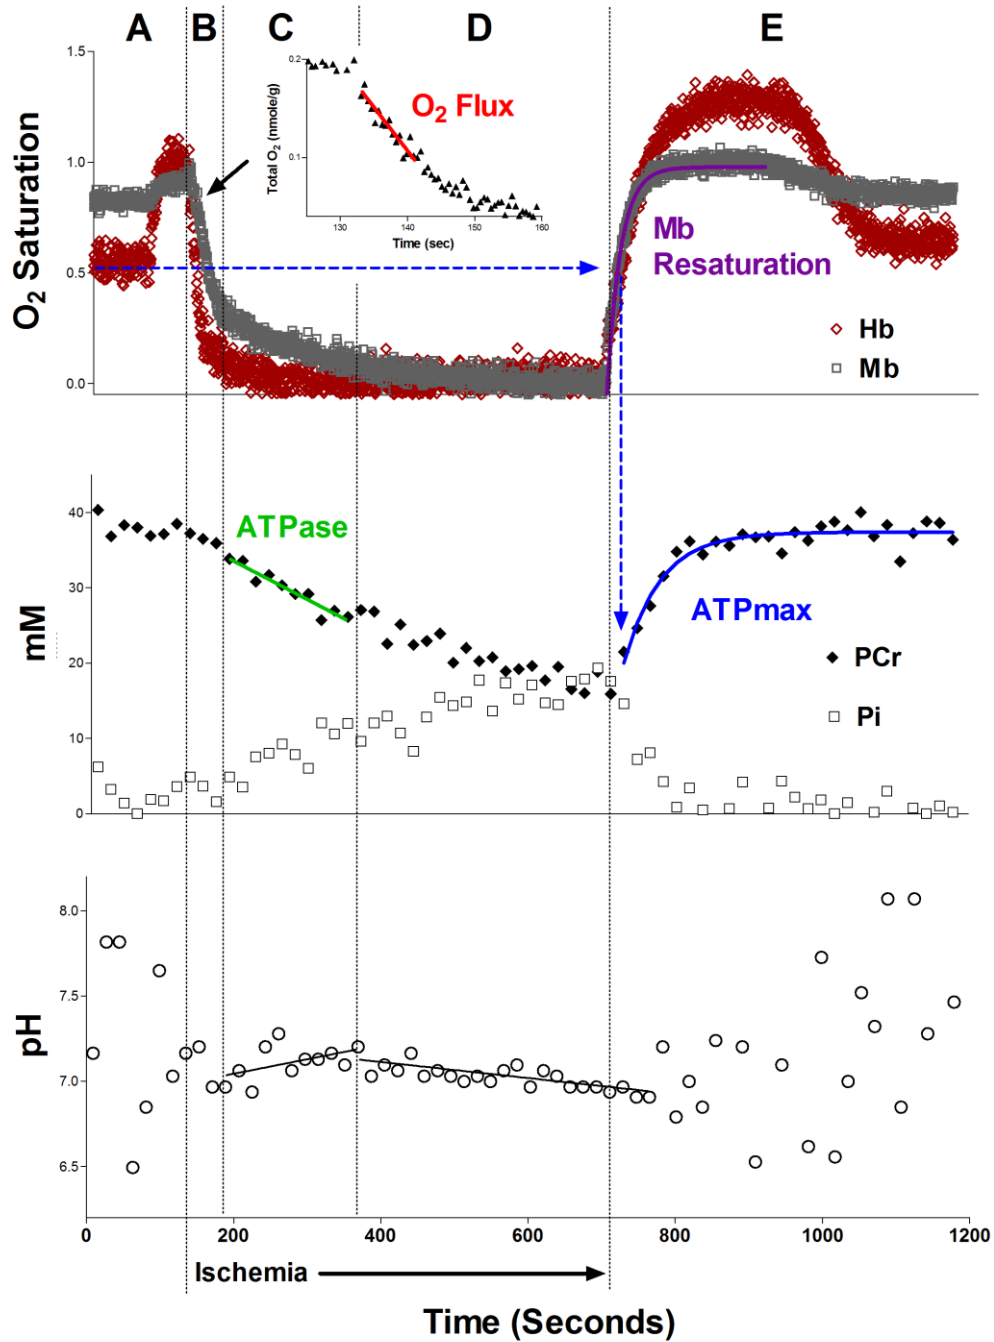 A B C D E
O₂ Saturation
1.5
1.0
0.5
0.0
Total O₂ (nmole/g)
0.2
0.1
O₂ Flux
130 140 150 160
Time (sec)
Mb
Resaturation
Hb
Mb
mM
40
30
20
10
0
ATPase
ATPmax
PCr
Pi
pH
8.0
7.5
7.0
6.5
0 200 400 600 800 1000 1200
Ischemia
Time (Seconds)